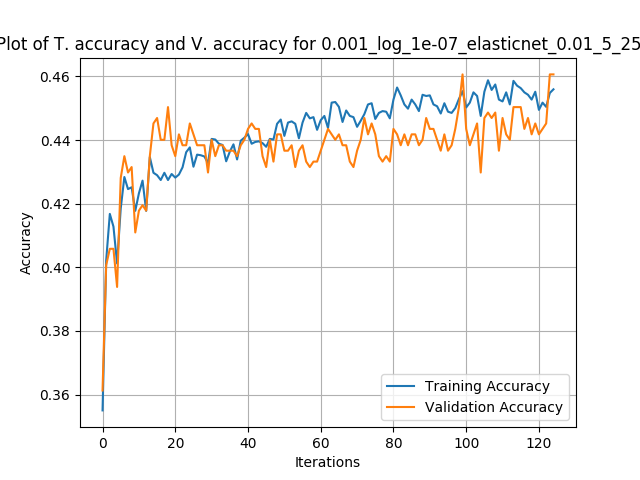 Plot of T. accuracy and V. accuracy for 0.001_log_1e-07_elasticnet_0.01_5_25
0.46
0.44
0.42
0.40
0.38
0.36
Accuracy
0
20
40
60
80
100
120
Iterations
Training Accuracy
Validation Accuracy